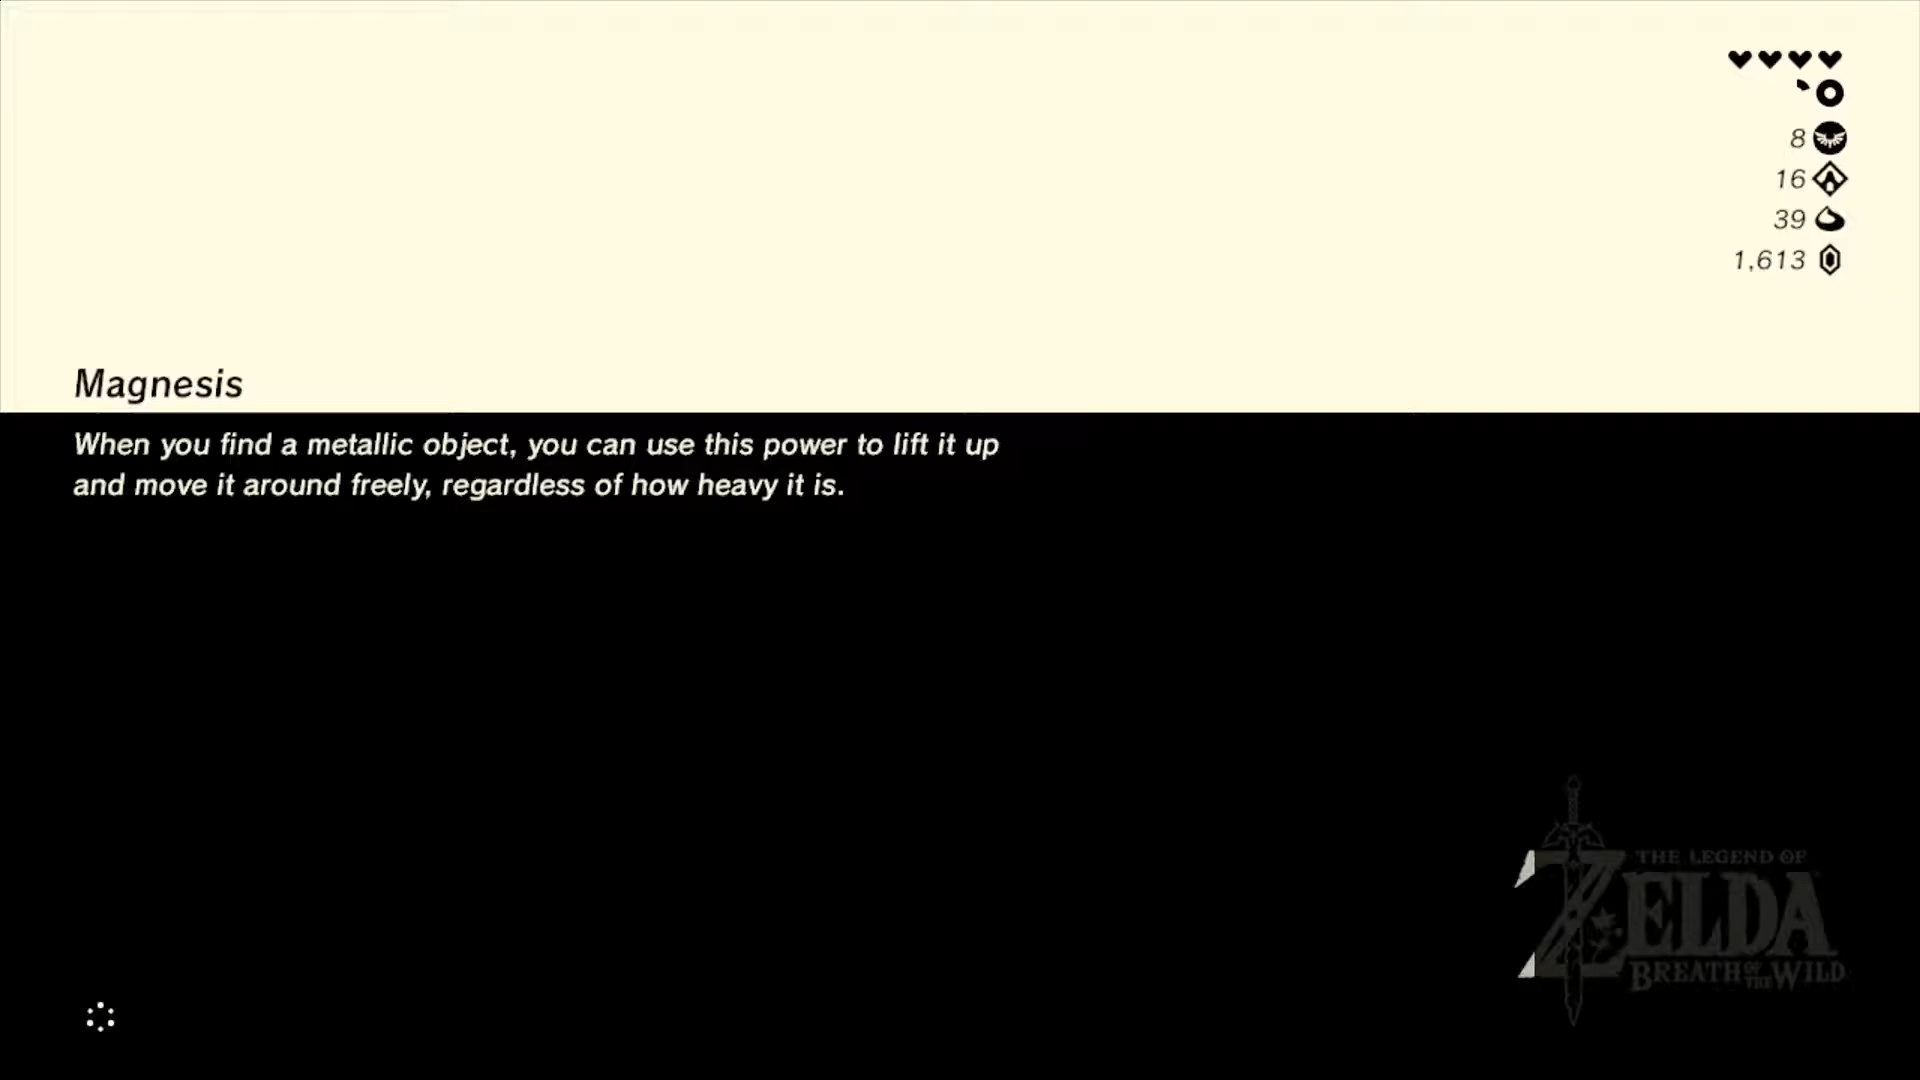 8
16
39
1,613
Magnesis
When you find a metallic object, you can use this power to lift it up
and move it around freely, regardless of how heavy it is.
THE LEGEND OF
ZELDA
BREATH OF THE WILD